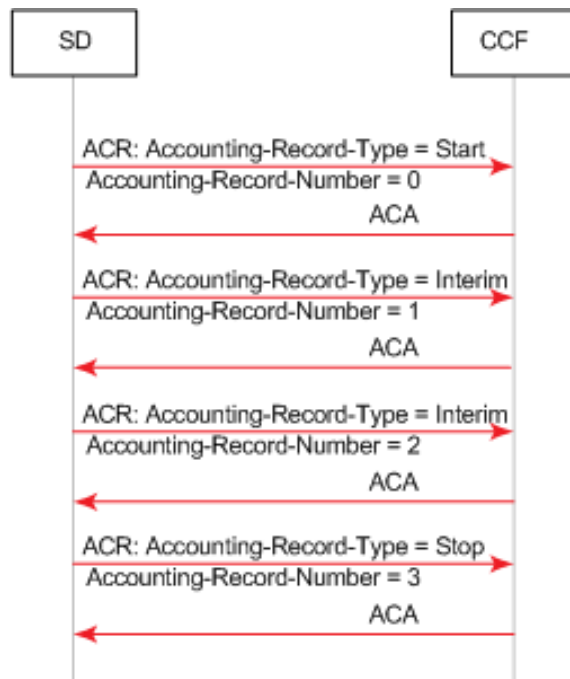 SD
CCF
ACR: Accounting-Record-Type = Start
Accounting-Record-Number = 0
ACA
ACR: Accounting-Record-Type = Interim
Accounting-Record-Number = 1
ACA
ACR: Accounting-Record-Type = Interim
Accounting-Record-Number = 2
ACA
ACR: Accounting-Record-Type = Stop
Accounting-Record-Number = 3
ACA